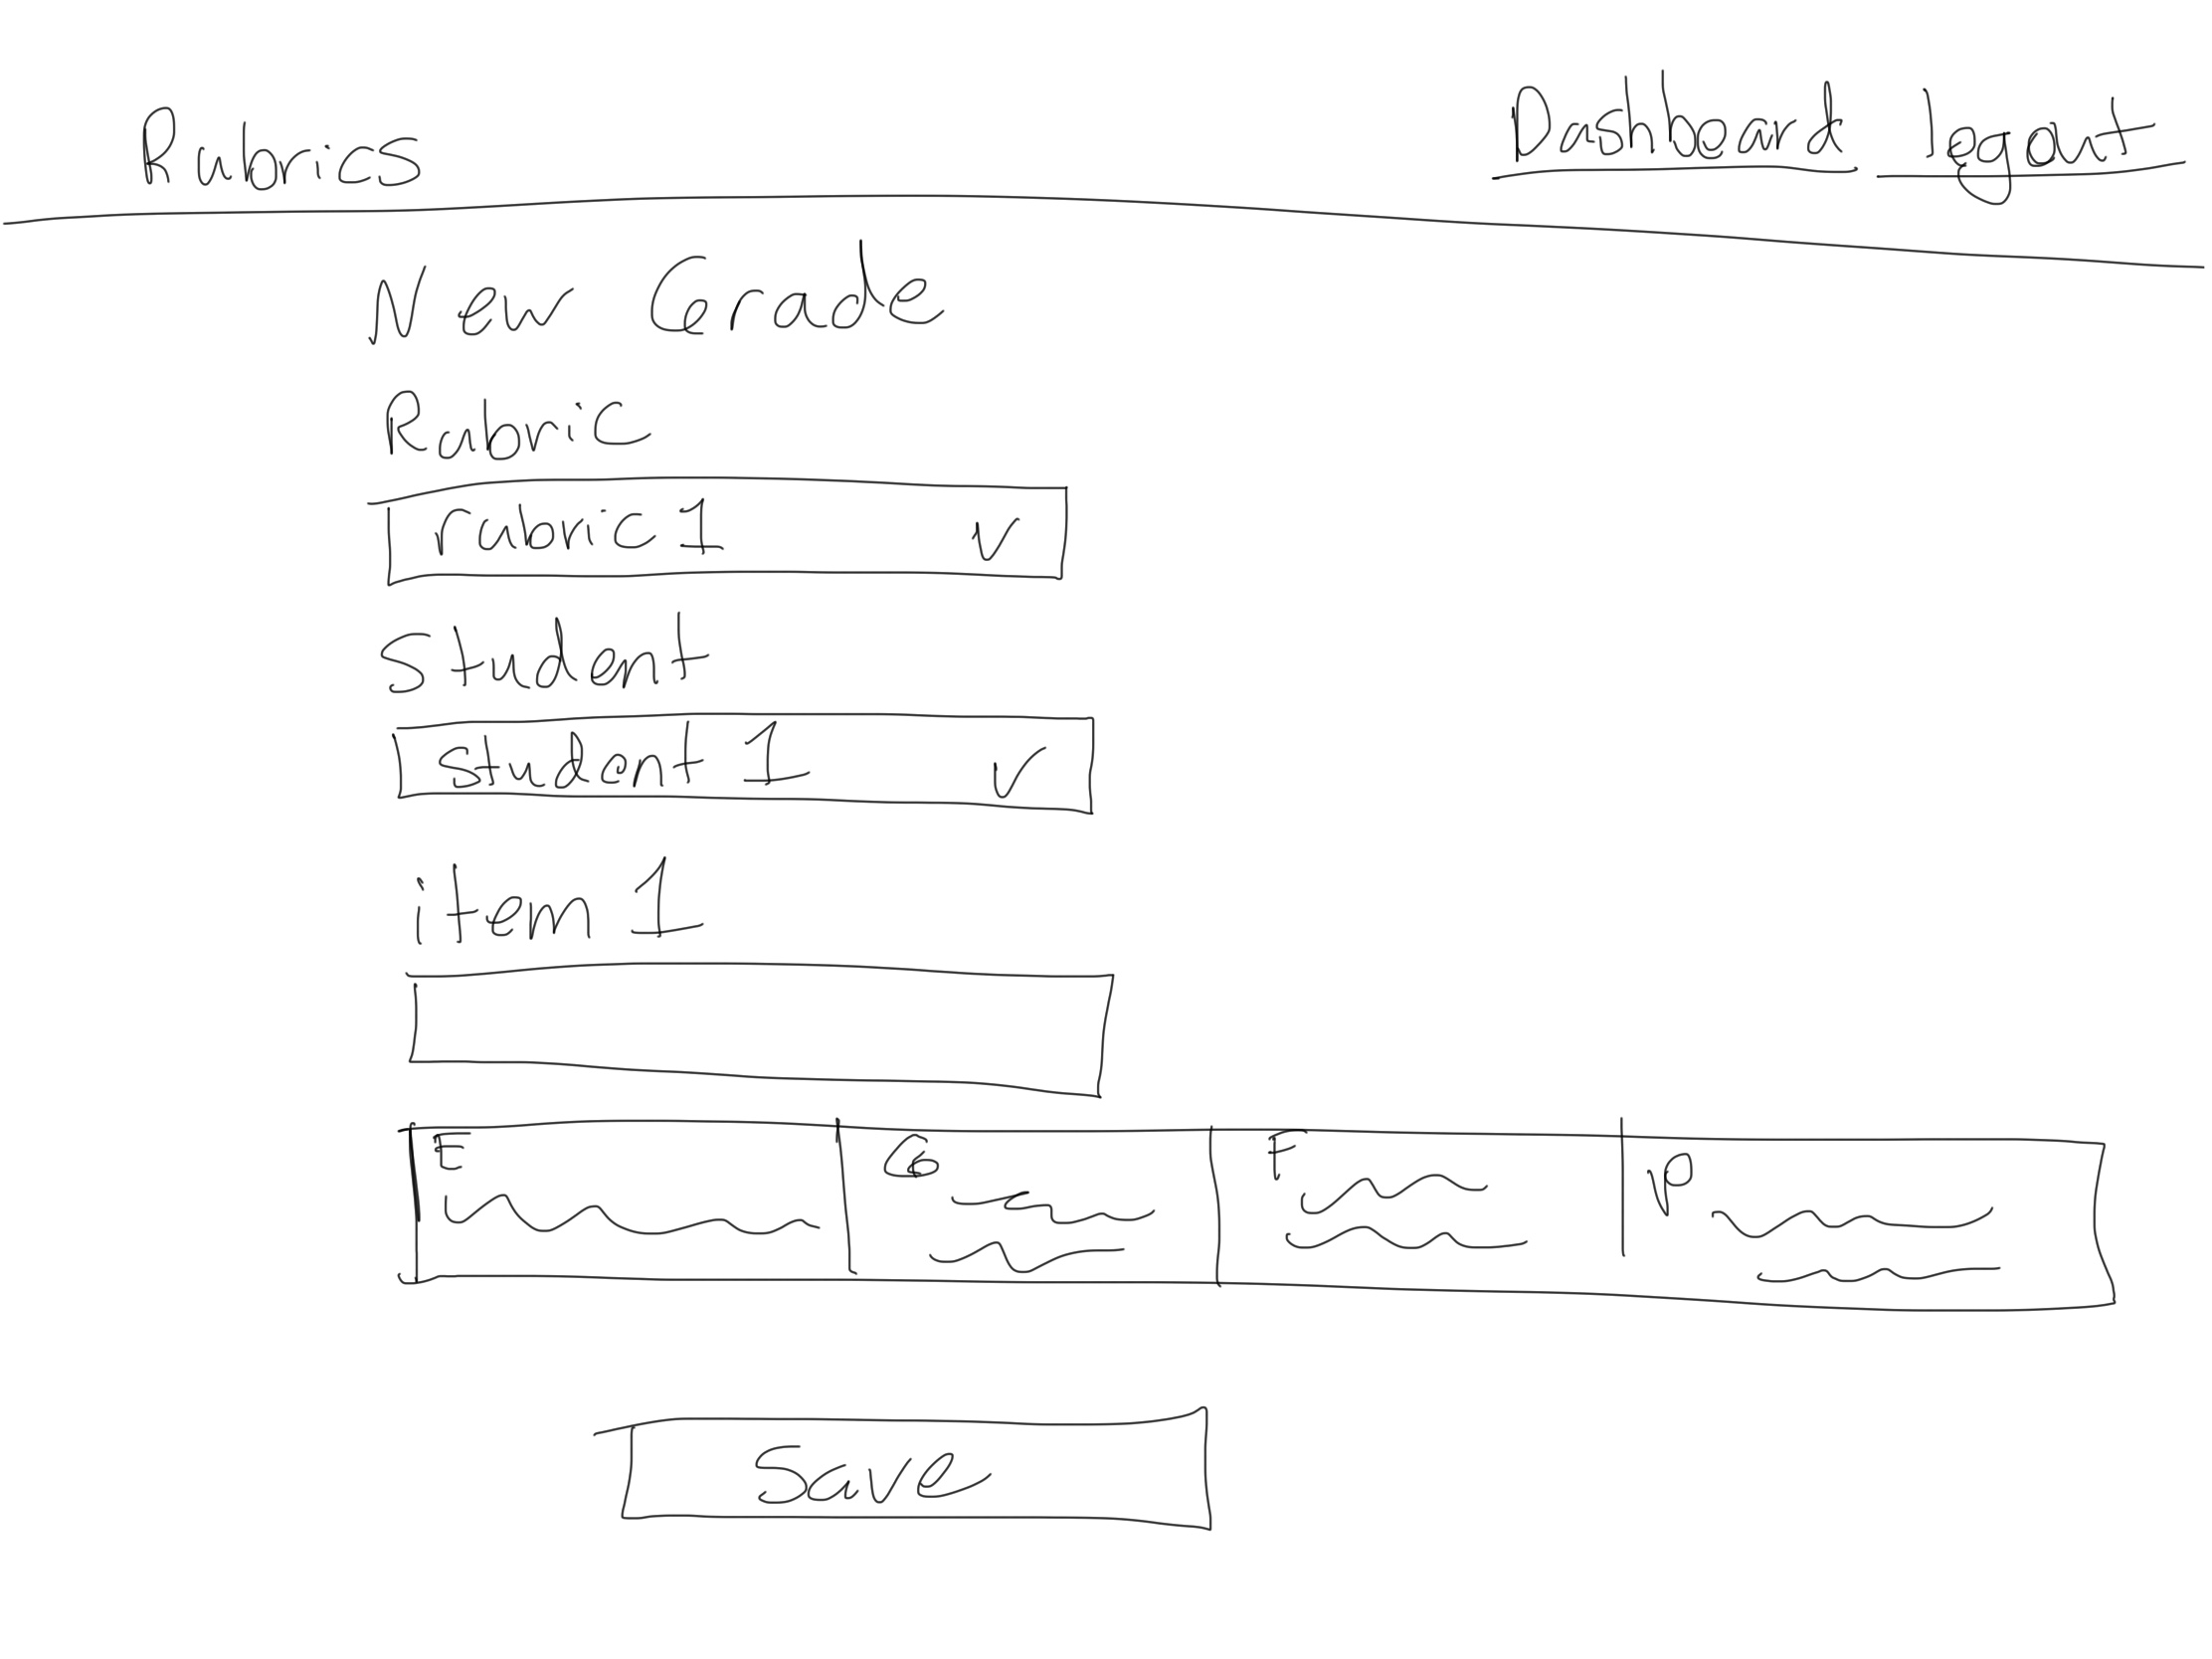 Rubrics Dashboard logout
New Grade
Rubric
rubric 1
Student
student 1
item 1
E G F P
Save